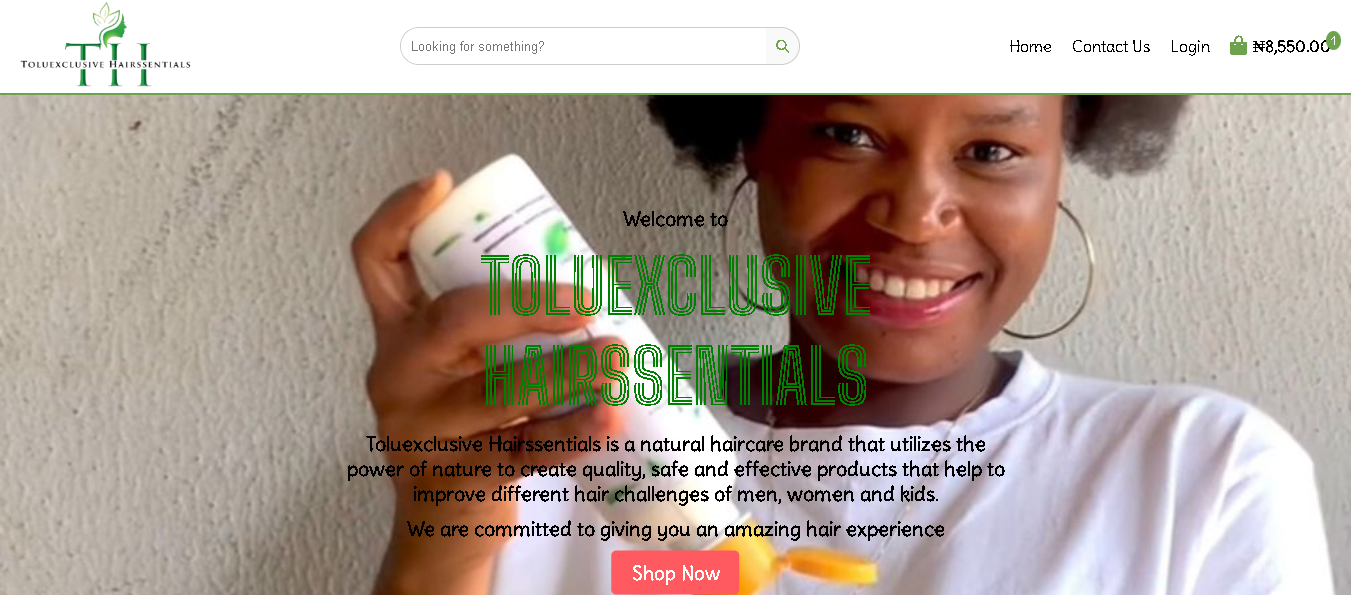 TH
TOLUEXCLUSIVE HAIRSSENTIALS
Looking for something?
Home
Contact Us
Login
₦8,550.00
1
Welcome to
TOLUEXCLUSIVE
HAIRSSENTIALS
Toluexclusive Hairssentials is a natural haircare brand that utilizes the
power of nature to create quality, safe and effective products that help to
improve different hair challenges of men, women and kids.
We are committed to giving you an amazing hair experience
Shop Now